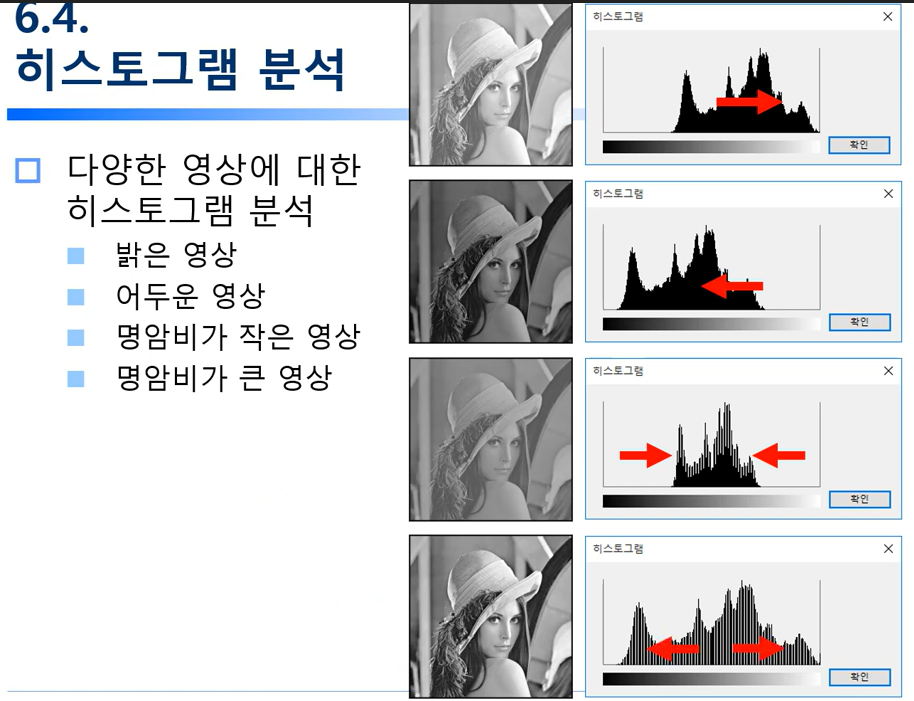 6.4.
히스토그램 분석
다양한 영상에 대한
히스토그램 분석
밝은 영상
어두운 영상
명암비가 작은 영상
명암비가 큰 영상
히스토그램
확인
히스토그램
확인
히스토그램
확인
히스토그램
확인